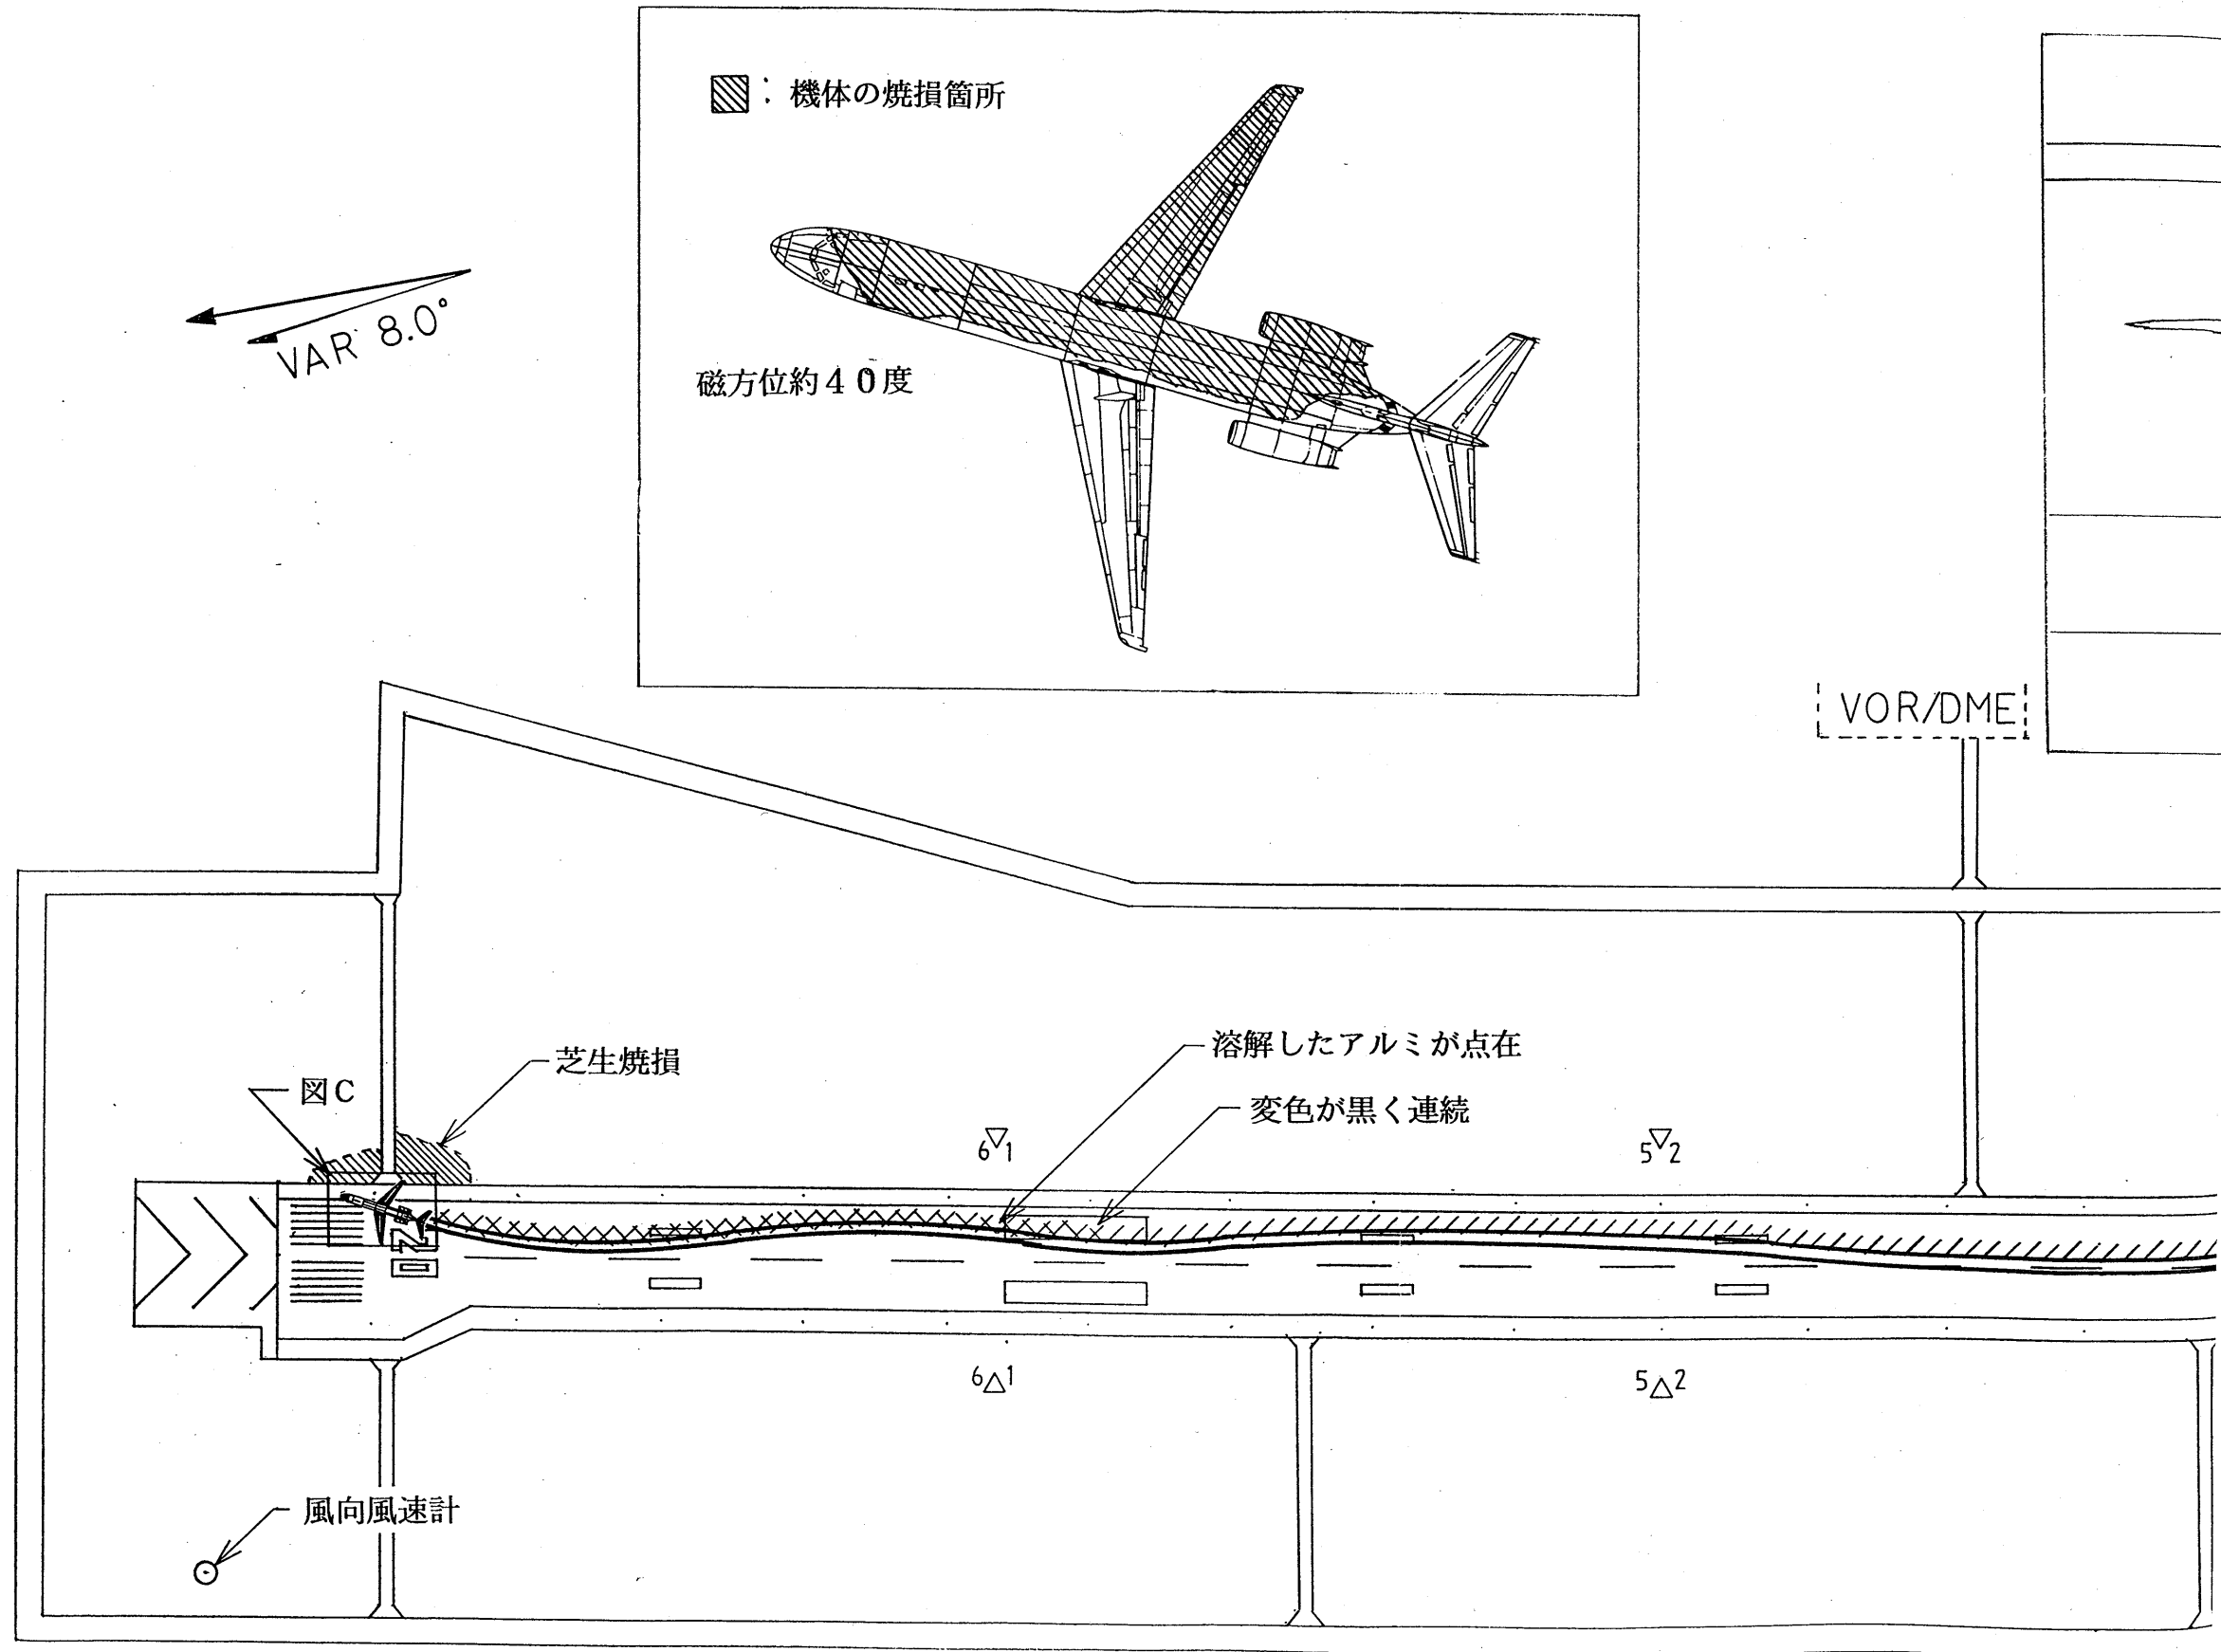 ：機体の焼損箇所
VAR 8.0°
磁方位約４０度
VOR/DME
溶解したアルミが点在
芝生焼損
図C
変色が黒く連続
6▽1
5▽2
6△1
5△2
風向風速計